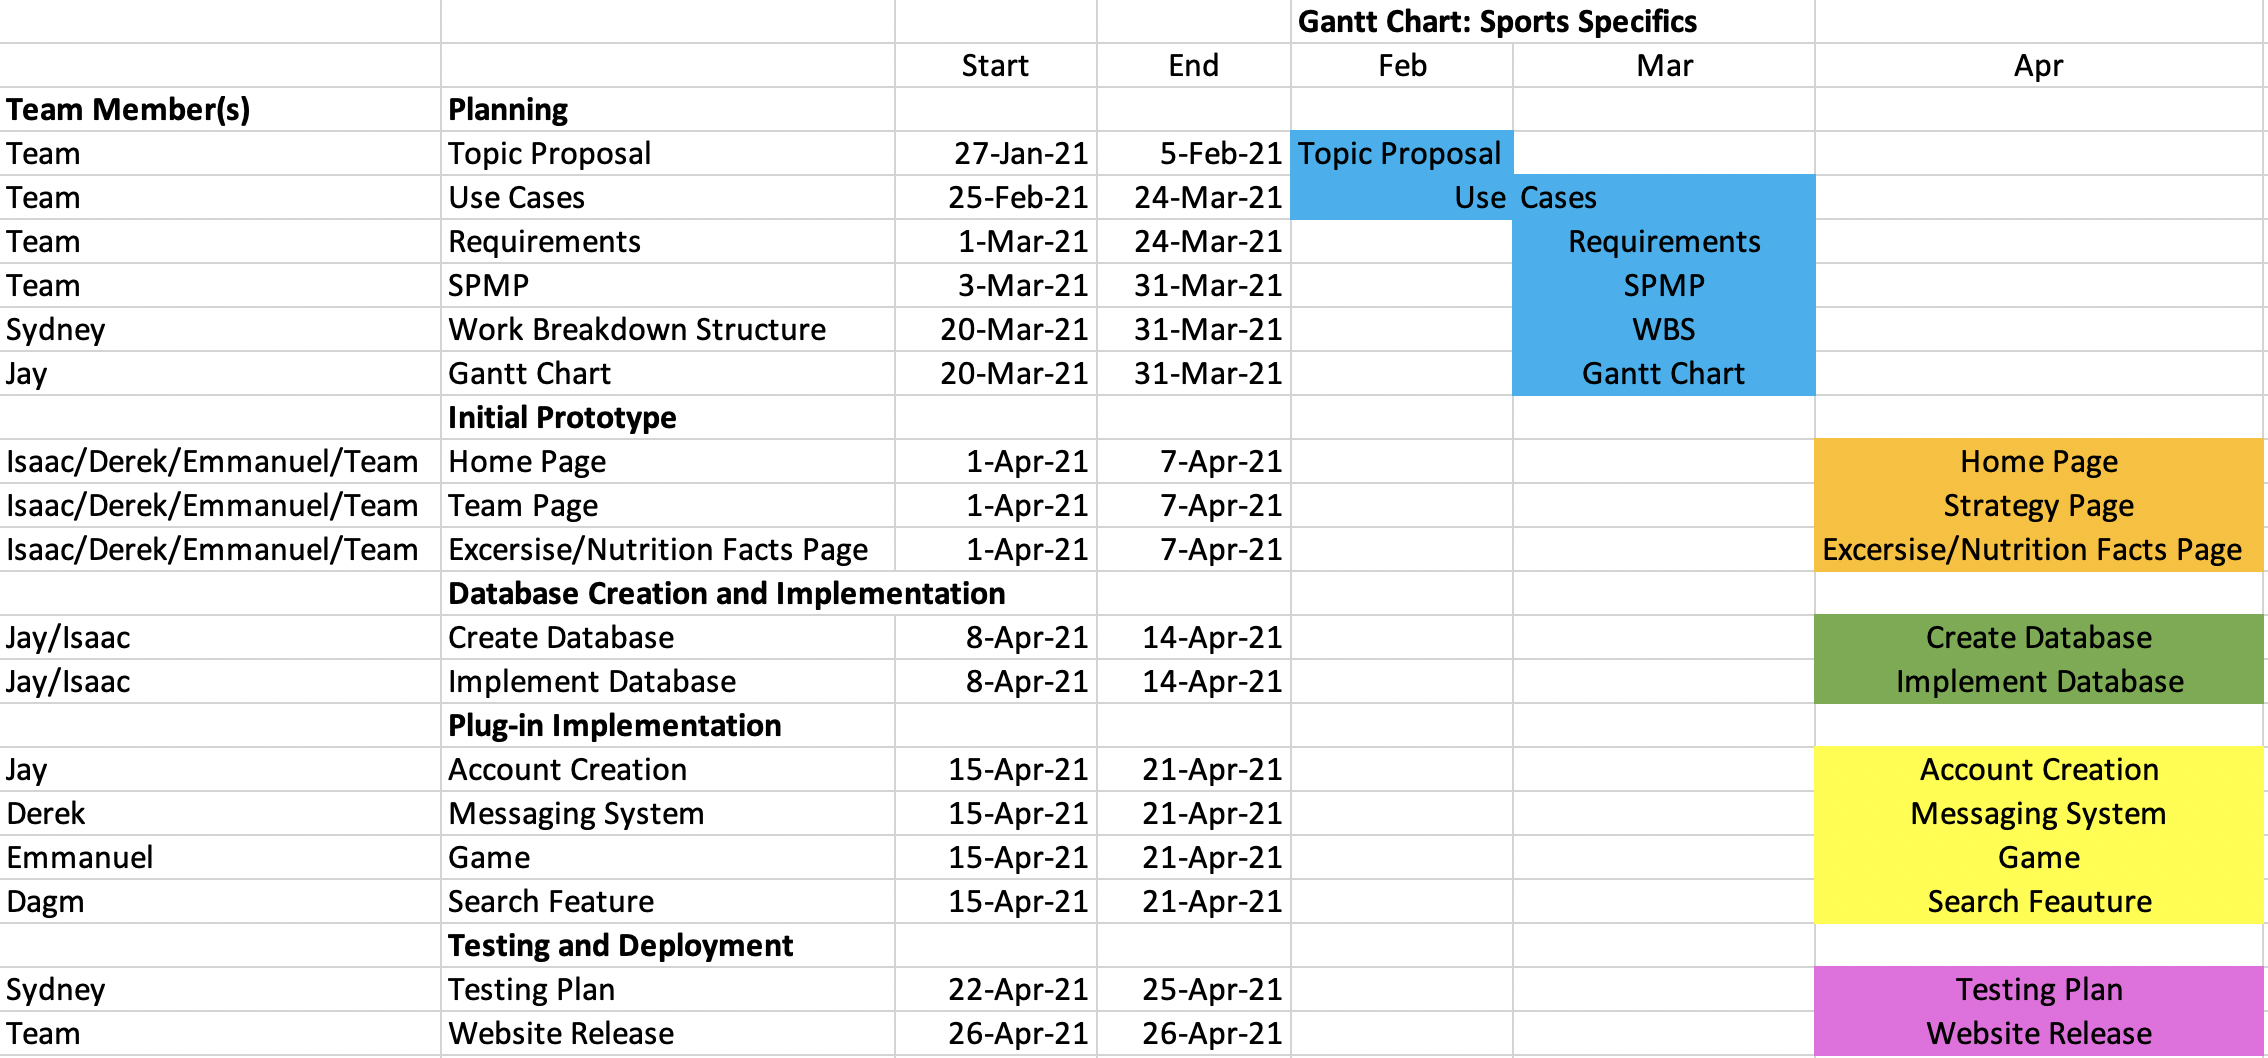 Gantt Chart: Sports Specifics
Start End Feb Mar Apr
Team Member(s) Planning
Team Topic Proposal 27-Jan-21 5-Feb-21 Topic Proposal
Team Use Cases 25-Feb-21 24-Mar-21 Use Cases
Team Requirements 1-Mar-21 24-Mar-21 Requirements
Team SPMP 3-Mar-21 31-Mar-21 SPMP
Sydney Work Breakdown Structure 20-Mar-21 31-Mar-21 WBS
Jay Gantt Chart 20-Mar-21 31-Mar-21 Gantt Chart
Initial Prototype
Isaac/Derek/Emmanuel/Team Home Page 1-Apr-21 7-Apr-21 Home Page
Isaac/Derek/Emmanuel/Team Team Page 1-Apr-21 7-Apr-21 Strategy Page
Isaac/Derek/Emmanuel/Team Excersise/Nutrition Facts Page 1-Apr-21 7-Apr-21 Excersise/Nutrition Facts Page
Database Creation and Implementation
Jay/Isaac Create Database 8-Apr-21 14-Apr-21 Create Database
Jay/Isaac Implement Database 8-Apr-21 14-Apr-21 Implement Database
Plug-in Implementation
Jay Account Creation 15-Apr-21 21-Apr-21 Account Creation
Derek Messaging System 15-Apr-21 21-Apr-21 Messaging System
Emmanuel Game 15-Apr-21 21-Apr-21 Game
Dagm Search Feature 15-Apr-21 21-Apr-21 Search Feauture
Testing and Deployment
Sydney Testing Plan 22-Apr-21 25-Apr-21 Testing Plan
Team Website Release 26-Apr-21 26-Apr-21 Website Release